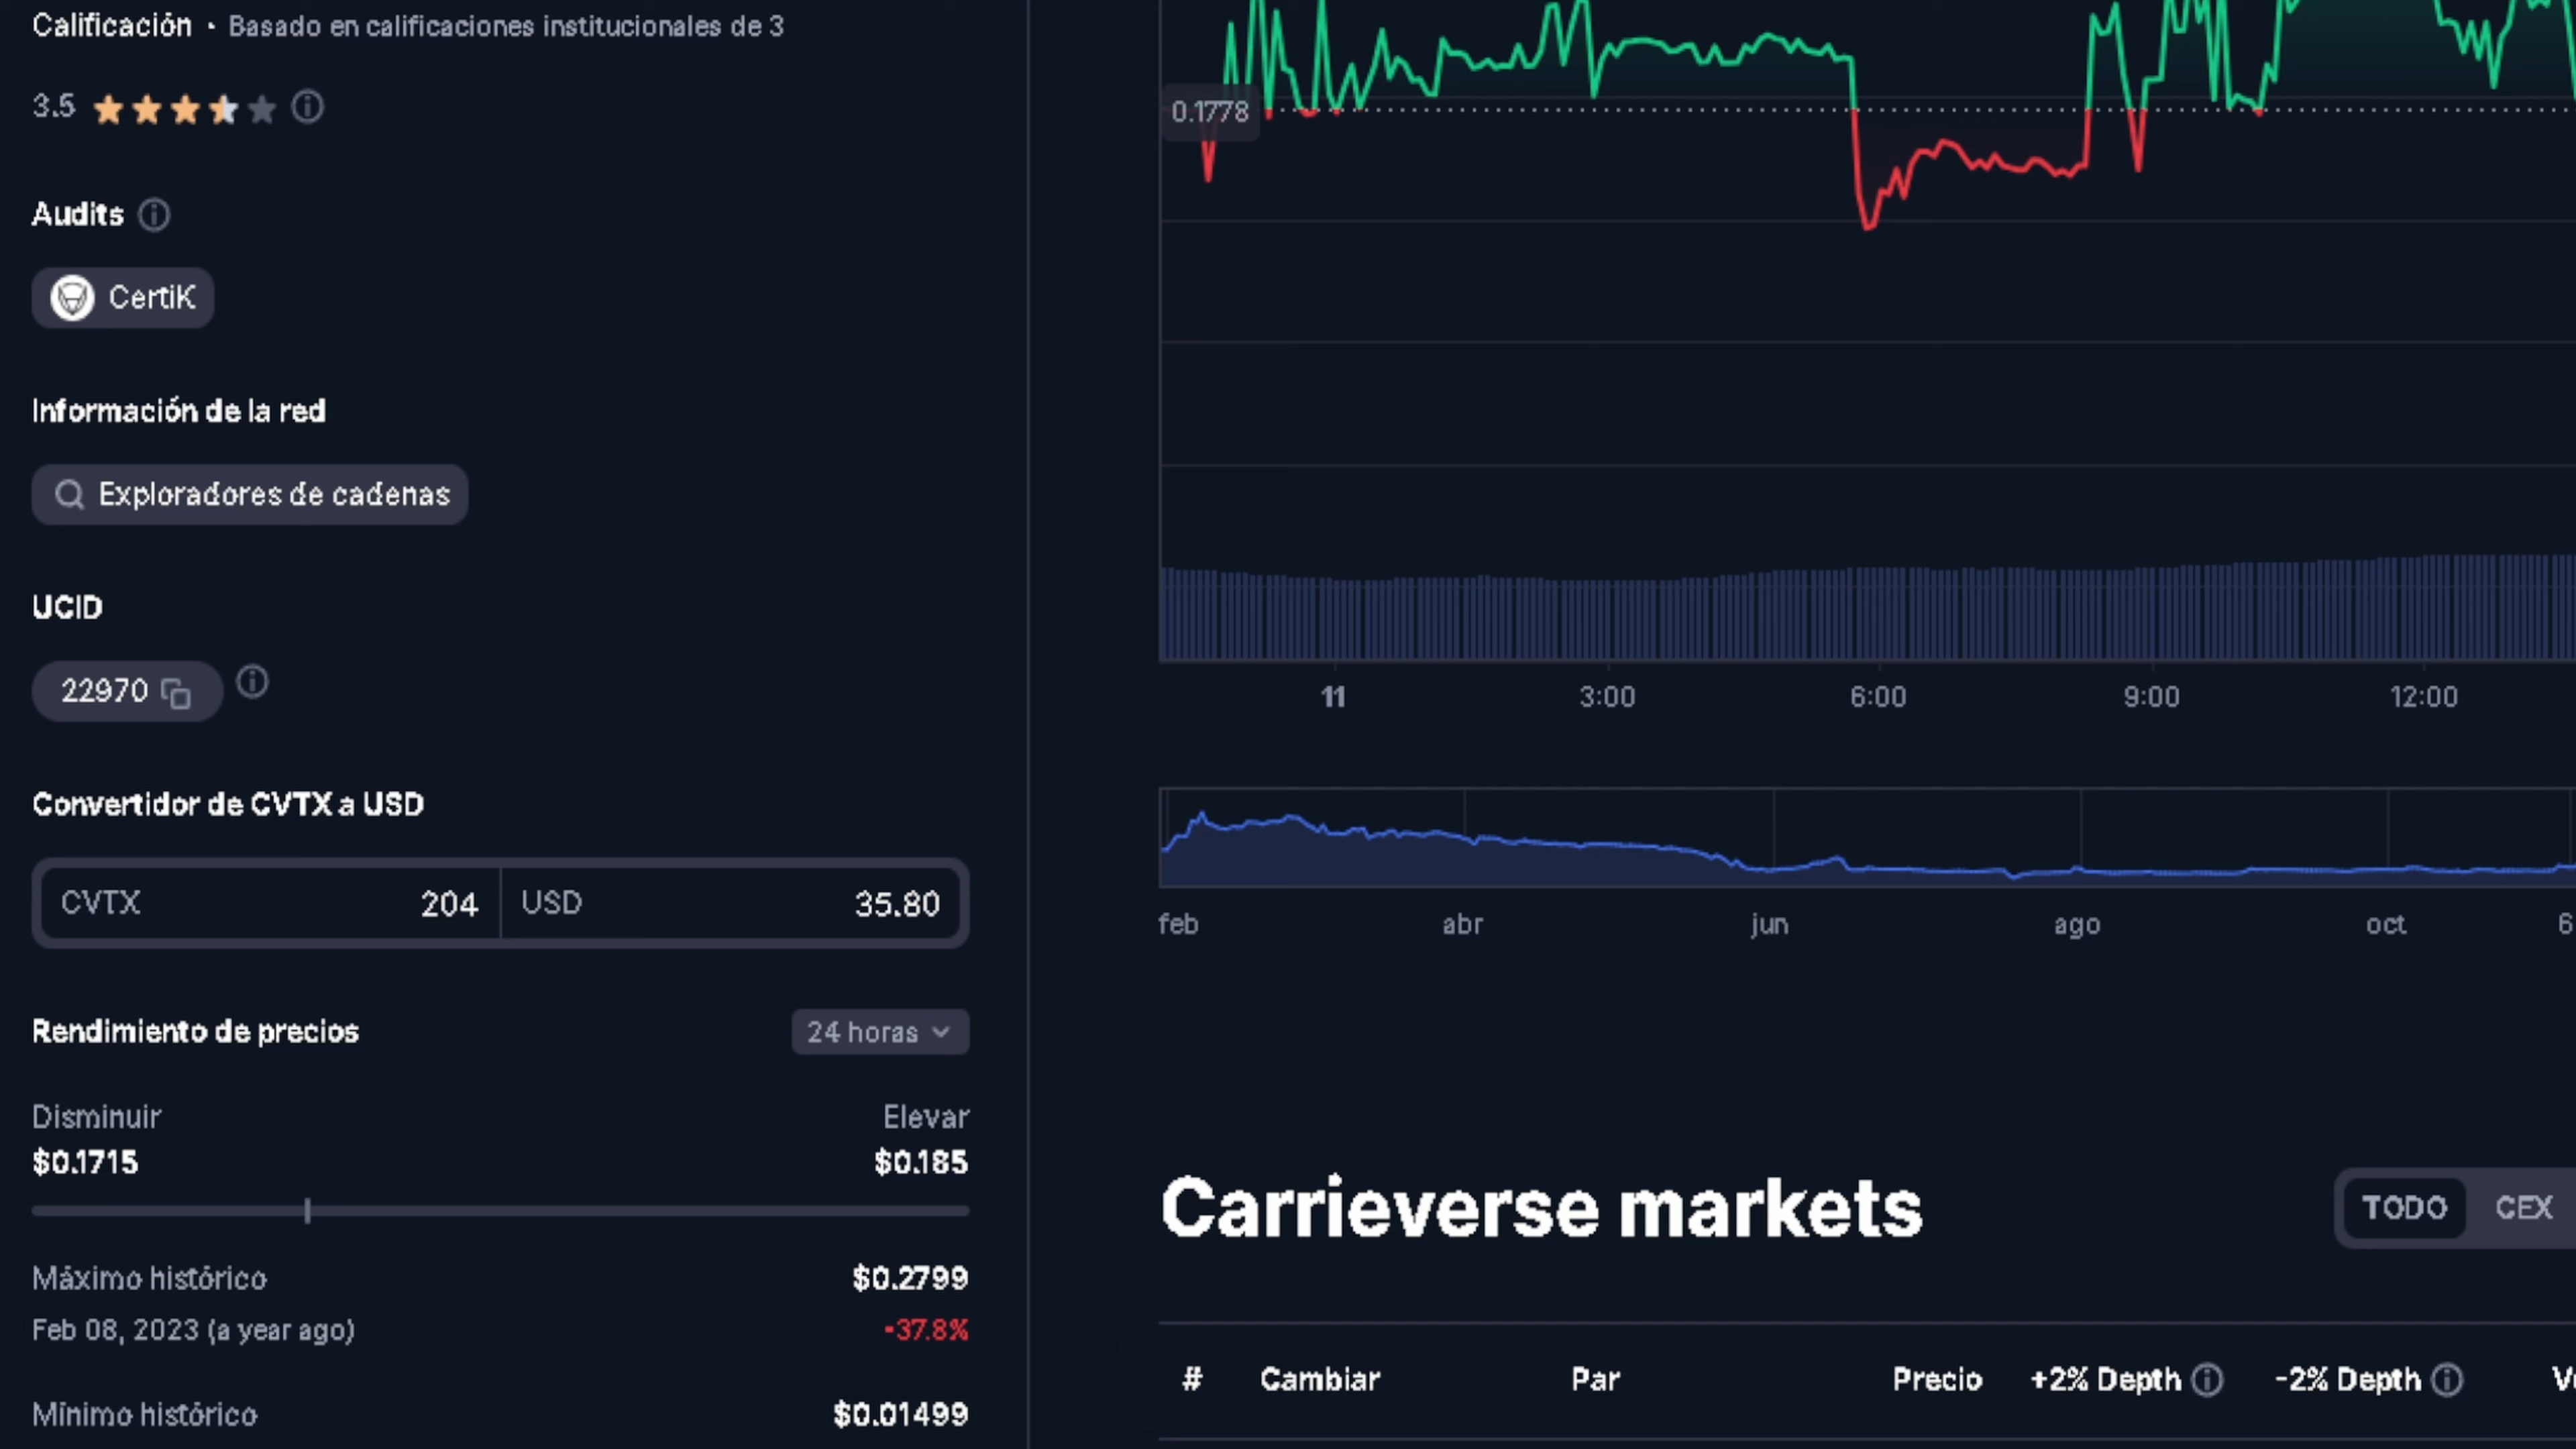 Calificación · Basado en calificaciones institucionales de 3
3.5
Audits
CertiK
Información de la red
Exploradores de cadenas
UCID
22970
Convertidor de CVTX a USD
CVTX 204 USD 35.80
Rendimiento de precios 24 horas
Disminuir Elevar
$0.1715 $0.185
Máximo histórico $0.2799
Feb 08, 2023 (a year ago) -37.8%
Mínimo histórico $0.01499
0.1778
11 3:00 6:00 9:00 12:00
feb abr jun ago oct
Carrieverse markets TODO CEX
# Cambiar Par Precio +2% Depth -2% Depth